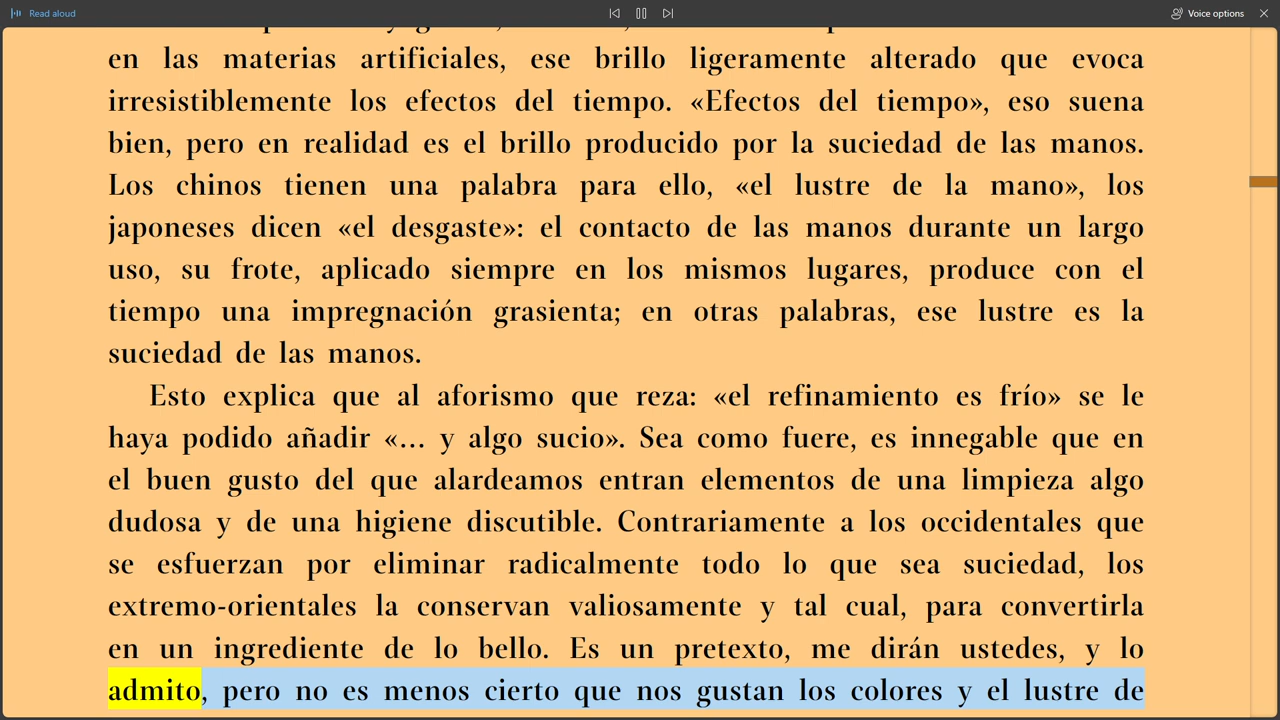 Read aloud
Voice options
en las materias artificiales, ese brillo ligeramente alterado que evoca
irresistiblemente los efectos del tiempo. «Efectos del tiempo», eso suena
bien, pero en realidad es el brillo producido por la suciedad de las manos.
Los chinos tienen una palabra para ello, «el lustre de la mano», los
japoneses dicen «el desgaste»: el contacto de las manos durante un largo
uso, su frote, aplicado siempre en los mismos lugares, produce con el
tiempo una impregnación grasienta; en otras palabras, ese lustre es la
suciedad de las manos.
Esto explica que al aforismo que reza: «el refinamiento es frío» se le
haya podido añadir «... y algo sucio». Sea como fuere, es innegable que en
el buen gusto del que alardeamos entran elementos de una limpieza algo
dudosa y de una higiene discutible. Contrariamente a los occidentales que
se esfuerzan por eliminar radicalmente todo lo que sea suciedad, los
extremo-orientales la conservan valiosamente y tal cual, para convertirla
en un ingrediente de lo bello. Es un pretexto, me dirán ustedes, y lo
admito, pero no es menos cierto que nos gustan los colores y el lustre de